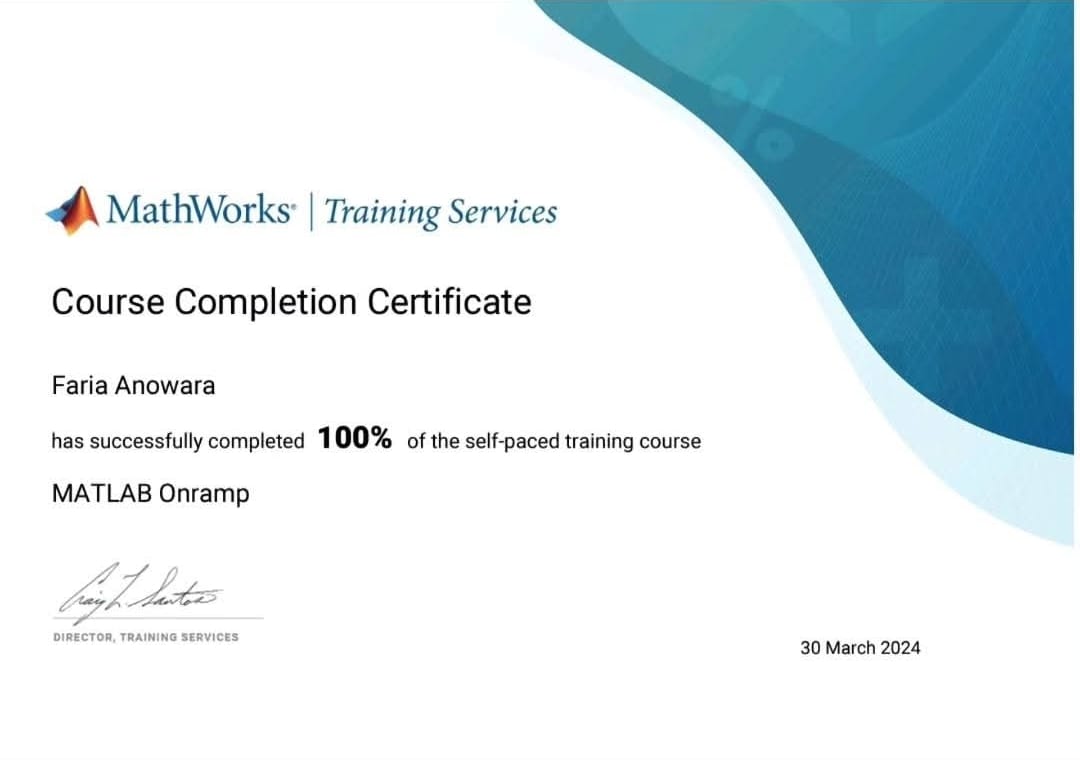 MathWorks® | Training Services
Course Completion Certificate
Faria Anowara
has successfully completed 100% of the self-paced training course
MATLAB Onramp
Craig L. Santos
DIRECTOR, TRAINING SERVICES
30 March 2024